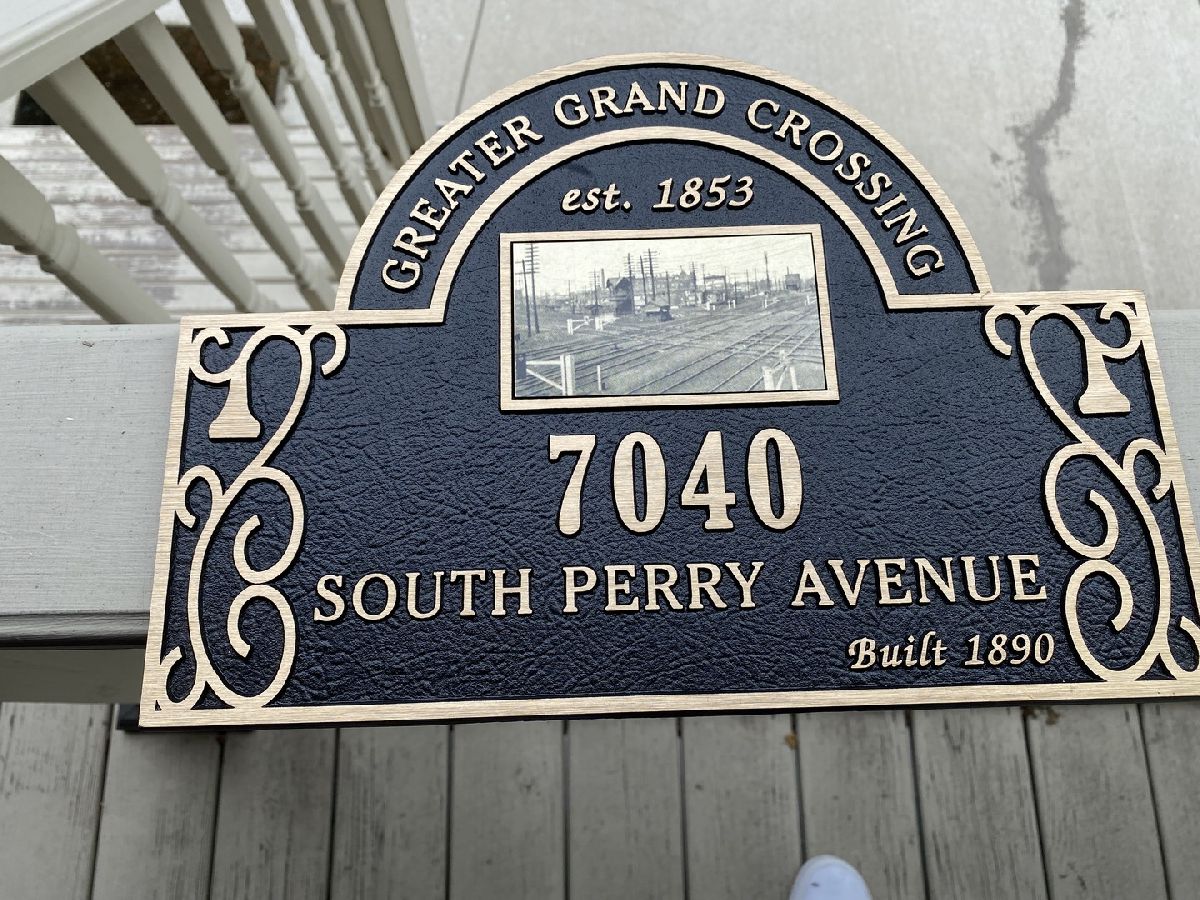 GREATER GRAND CROSSING
est. 1853
7040
SOUTH PERRY AVENUE
Built 1890